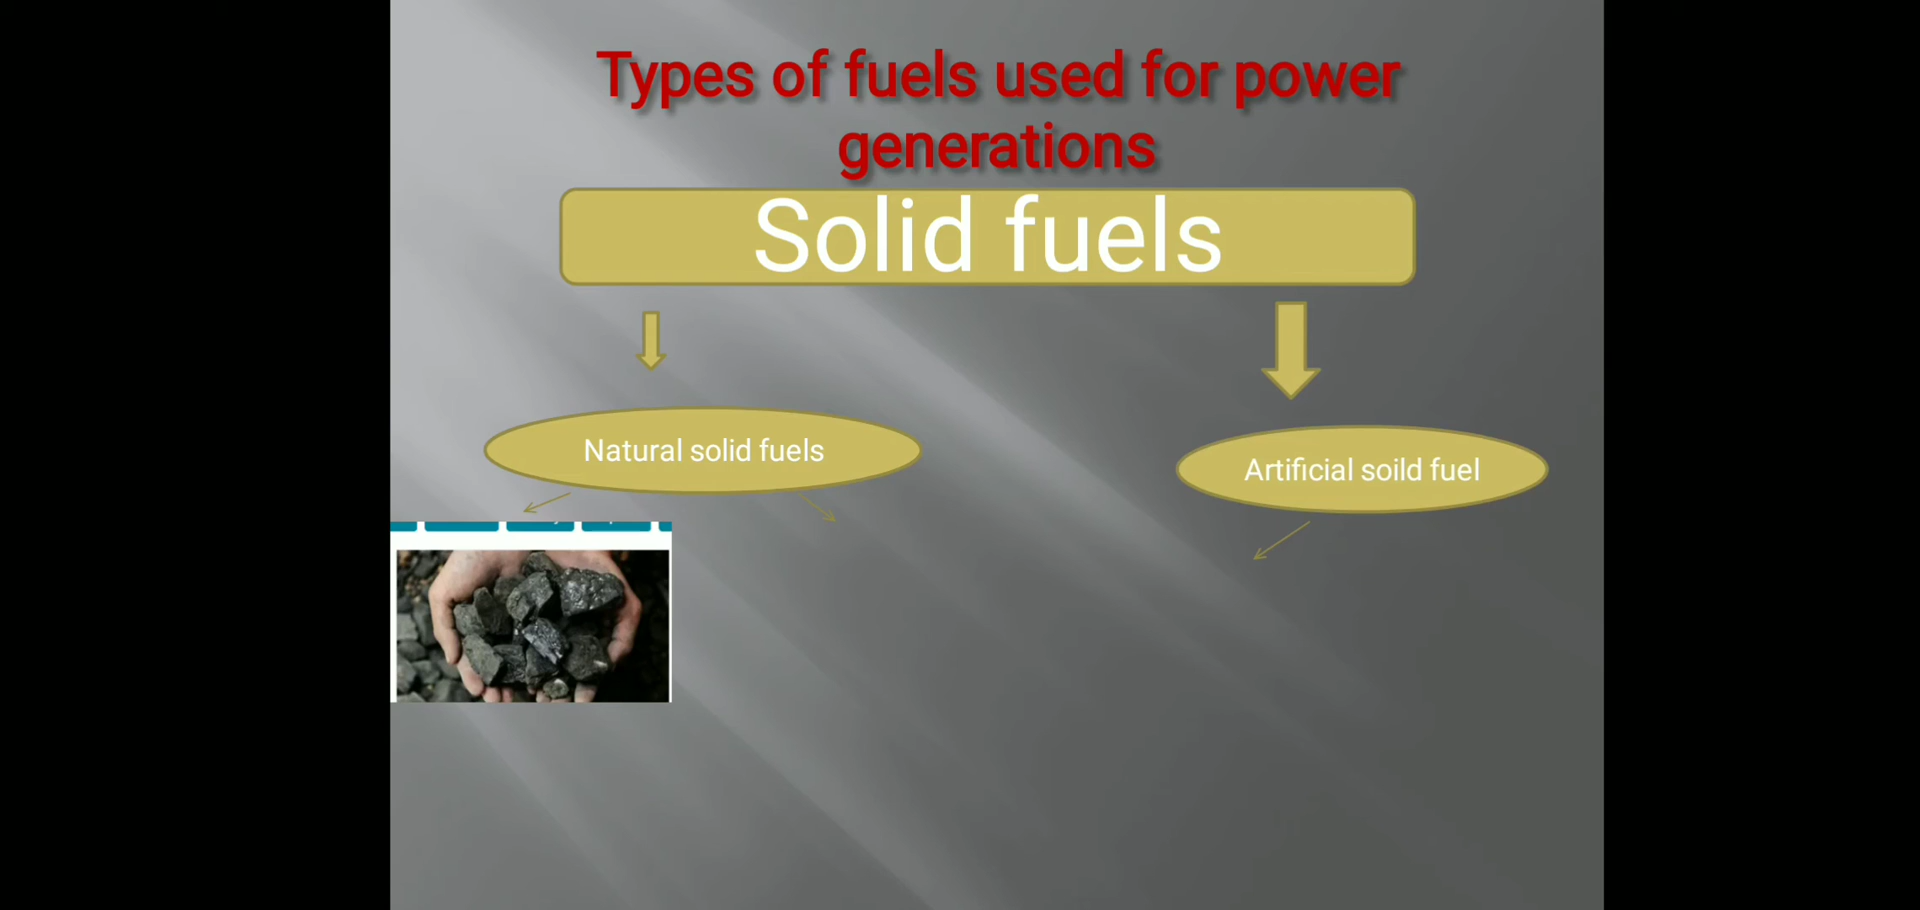 Types of fuels used for power
generations
Solid fuels
Natural solid fuels
Artificial soild fuel